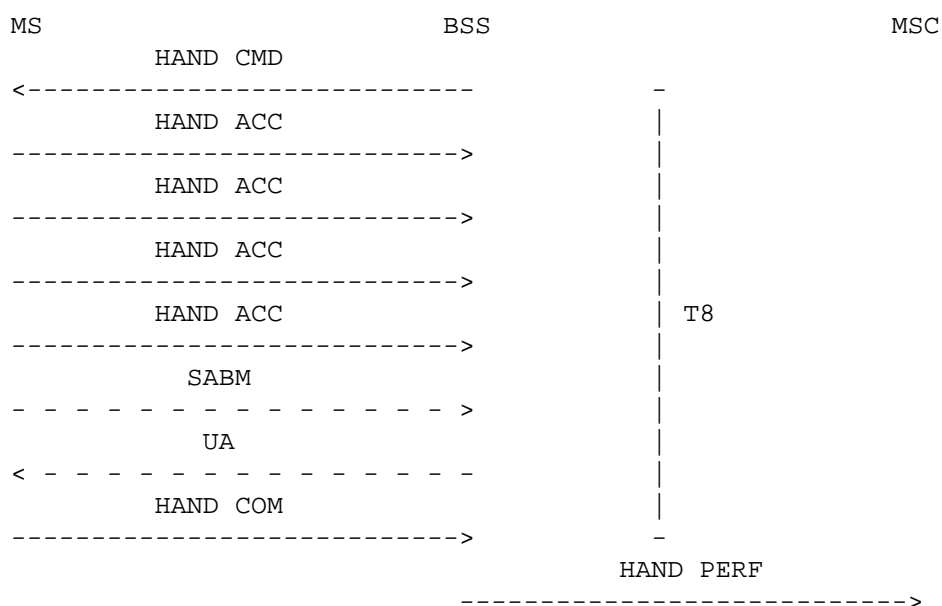 MS BSS MSC
HAND CMD
<---------------------------- -
HAND ACC |
----------------------------> |
HAND ACC |
----------------------------> |
HAND ACC |
----------------------------> |
HAND ACC | T8
----------------------------> |
SABM |
- - - - - - - - - - - - - - > |
UA |
< - - - - - - - - - - - - - - |
HAND COM |
----------------------------> -
HAND PERF
---------------------------->